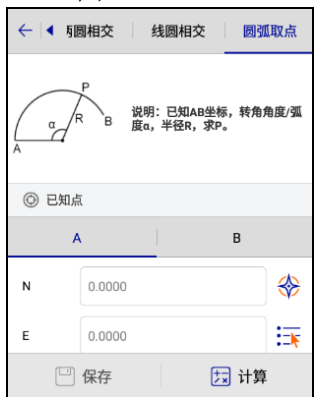 圆相交 线圆相交 圆弧取点
P
α R B
A
说明：已知AB坐标，转角角度/弧
度α，半径R，求P。
已知点
A B
N 0.0000
E 0.0000
保存 计算